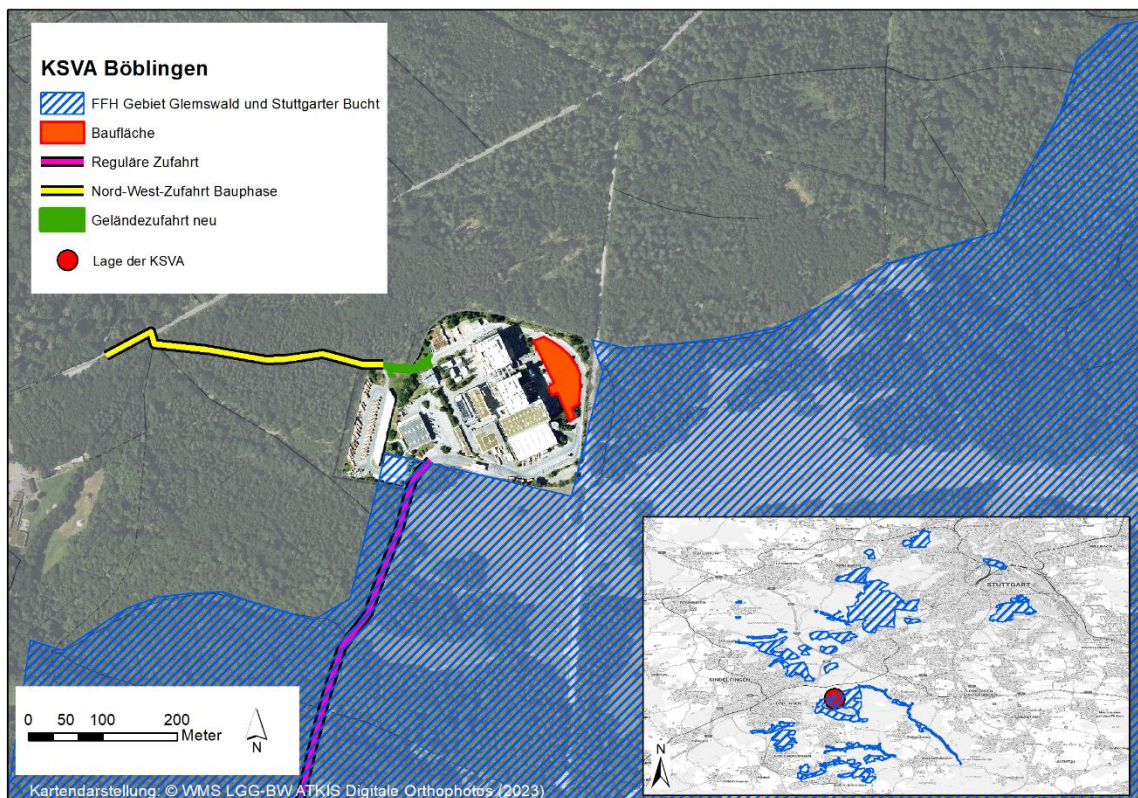 KSVA Böblingen
FFH Gebiet Glemswald und Stuttgarter Bucht
Baufläche
Reguläre Zufahrt
Nord-West-Zufahrt Bauphase
Geländezufahrt neu
Lage der KSVA
0 50 100 200
Meter
N
Kartendarstellung: © WMS LGG-BW ATKIS Digitale Orthophotos (2023)
STUTTGART
SINDELFINGEN
N